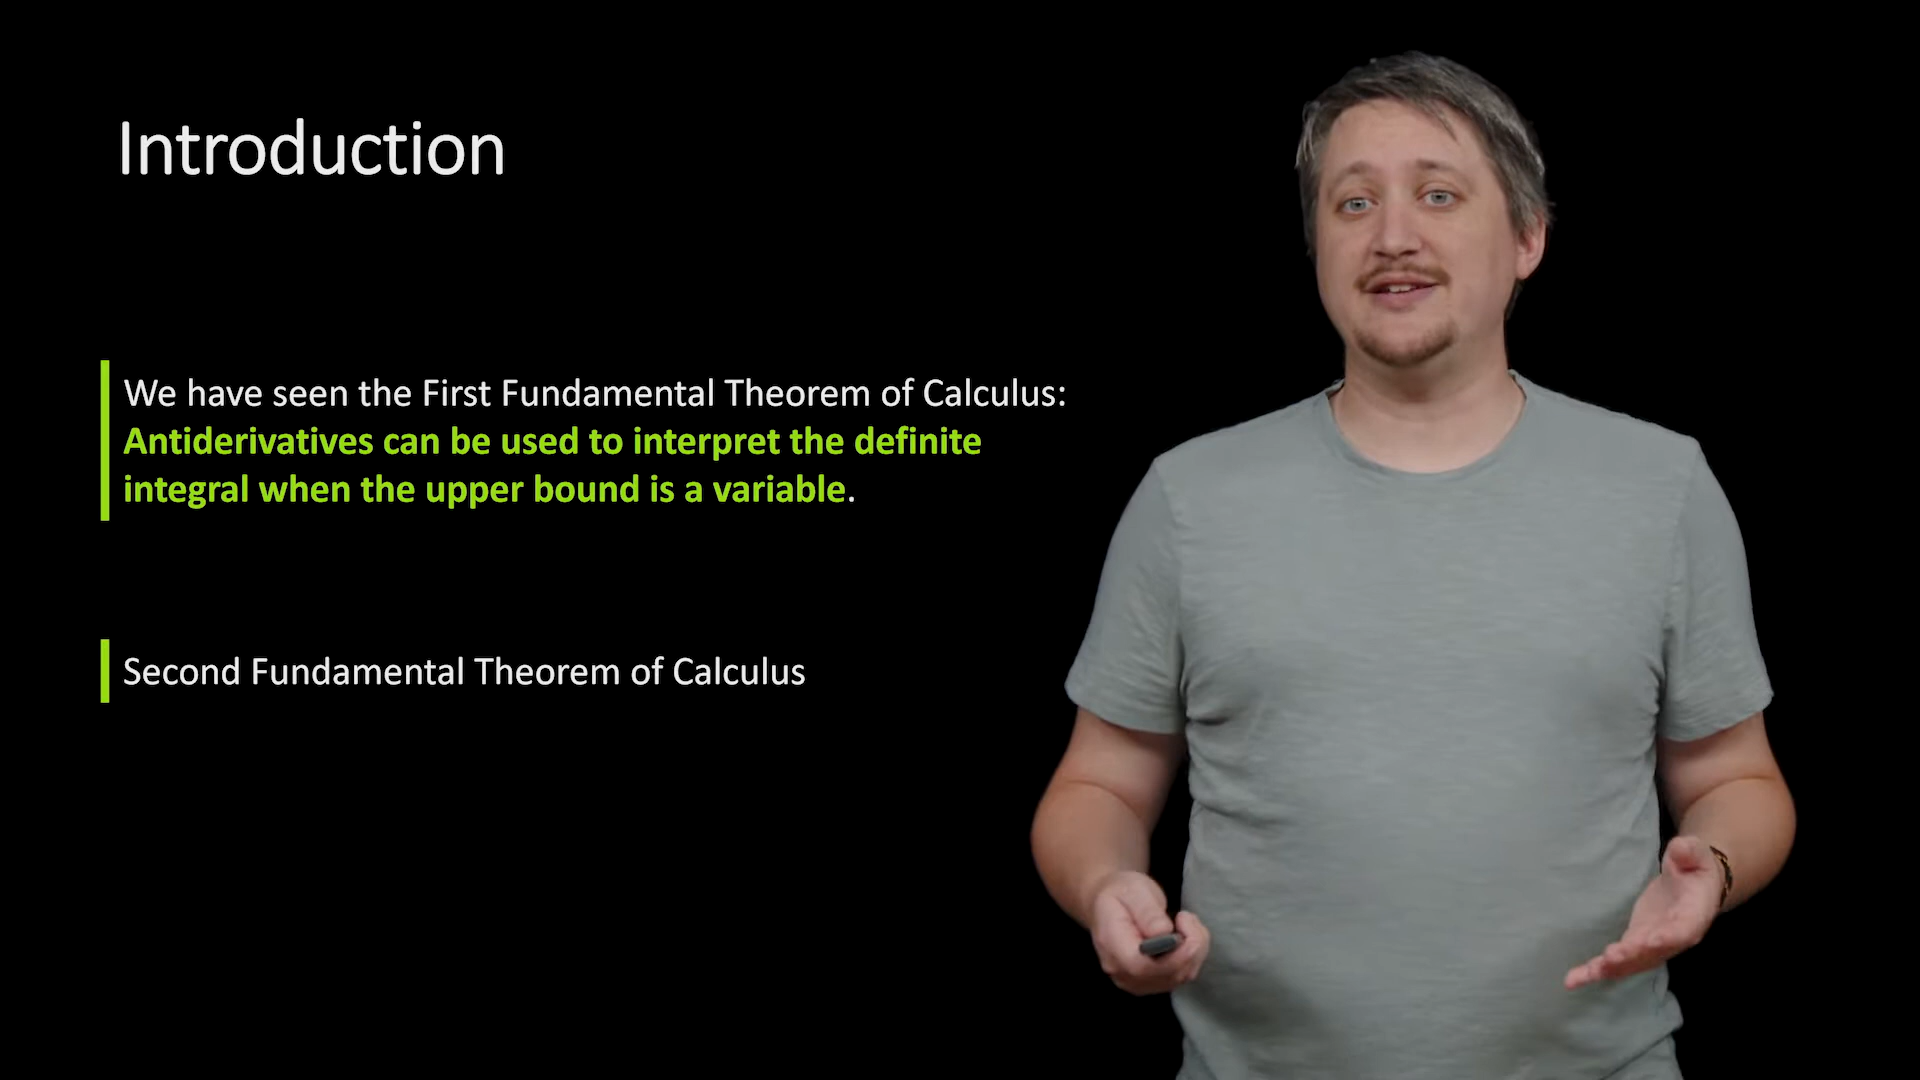 Introduction
We have seen the First Fundamental Theorem of Calculus:
Antiderivatives can be used to interpret the definite
integral when the upper bound is a variable.
Second Fundamental Theorem of Calculus